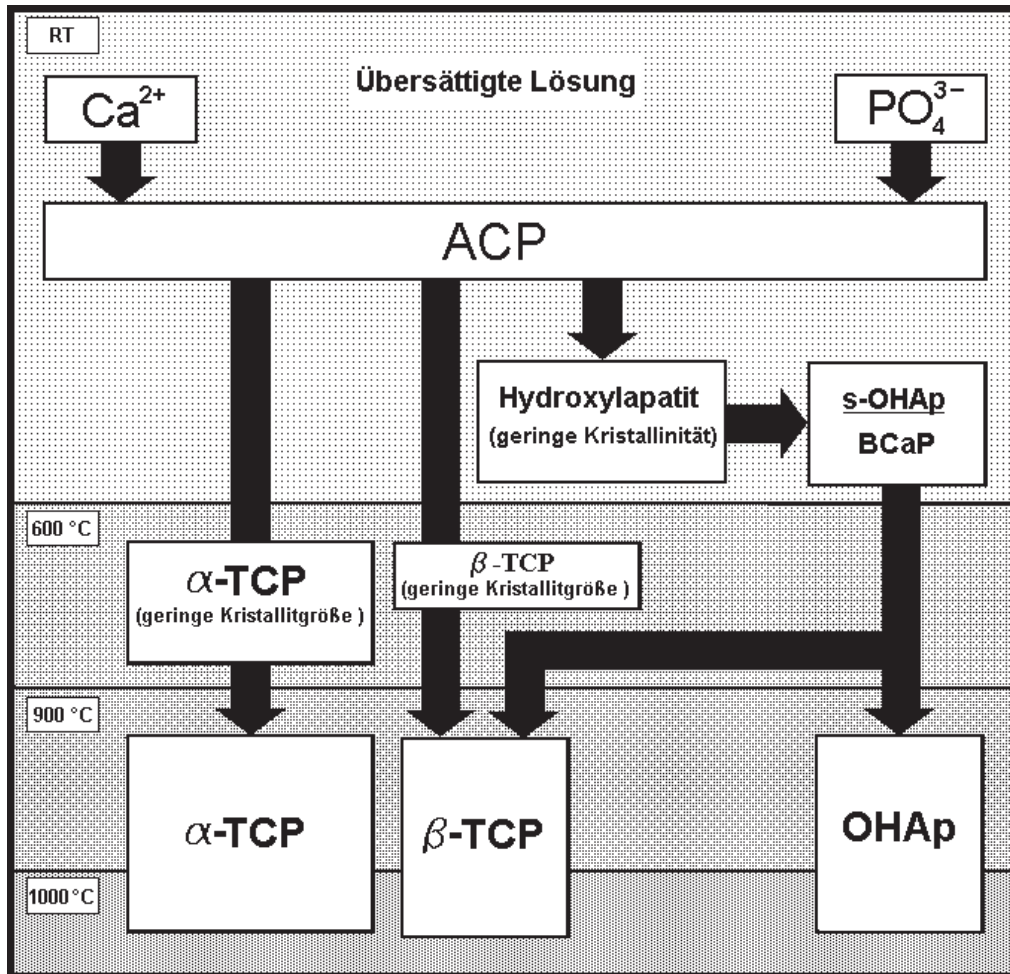 RT
Übersättigte Lösung
Ca²⁺
PO₄³⁻
ACP
Hydroxylapatit
(geringe Kristallinität)
s-OHAp
BCaP
600 °C
α-TCP
(geringe Kristallitgröße )
β-TCP
(geringe Kristallitgröße )
900 °C
α-TCP
β-TCP
OHAp
1000 °C